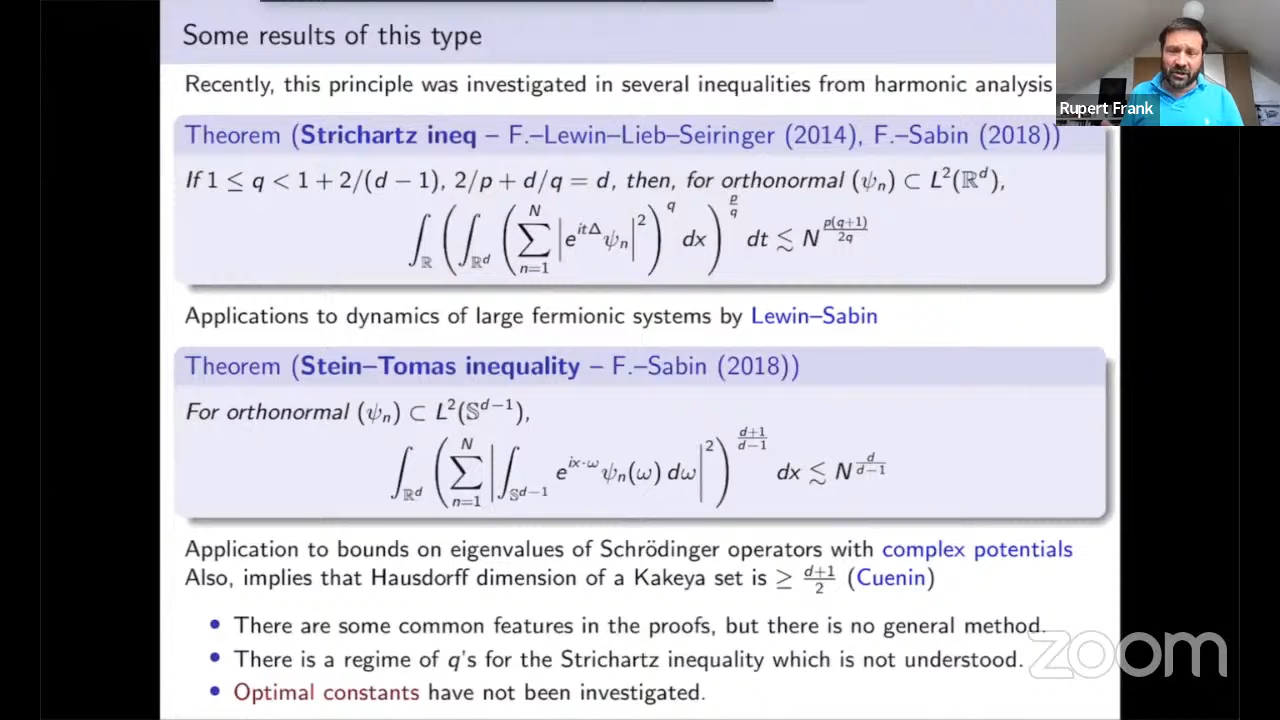 Some results of this type
Recently, this principle was investigated in several inequalities from harmonic analysis
Rupert Frank
Theorem (Strichartz ineq – F.–Lewin–Lieb–Seiringer (2014), F.–Sabin (2018))
If 1 ≤ q < 1 + 2/(d − 1), 2/p + d/q = d, then, for orthonormal (ψ_n) ⊂ L²(ℝ^d),
∫_ℝ ( ∫_{ℝ^d} ( ∑_{n=1}^{N} |e^{itΔ} ψ_n|² )^q dx )^{p/q} dt ≲ N^{p(q+1)/2q}
Applications to dynamics of large fermionic systems by Lewin–Sabin
Theorem (Stein–Tomas inequality – F.–Sabin (2018))
For orthonormal (ψ_n) ⊂ L²(𝕊^{d−1}),
∫_{ℝ^d} ( ∑_{n=1}^{N} | ∫_{𝕊^{d−1}} e^{ix·ω} ψ_n(ω) dω |² )^{d+1/d−1} dx ≲ N^{d/d−1}
Application to bounds on eigenvalues of Schrödinger operators with complex potentials
Also, implies that Hausdorff dimension of a Kakeya set is ≥ d+1/2 (Cuenin)
• There are some common features in the proofs, but there is no general method.
• There is a regime of q's for the Strichartz inequality which is not understood.
• Optimal constants have not been investigated.
zoom